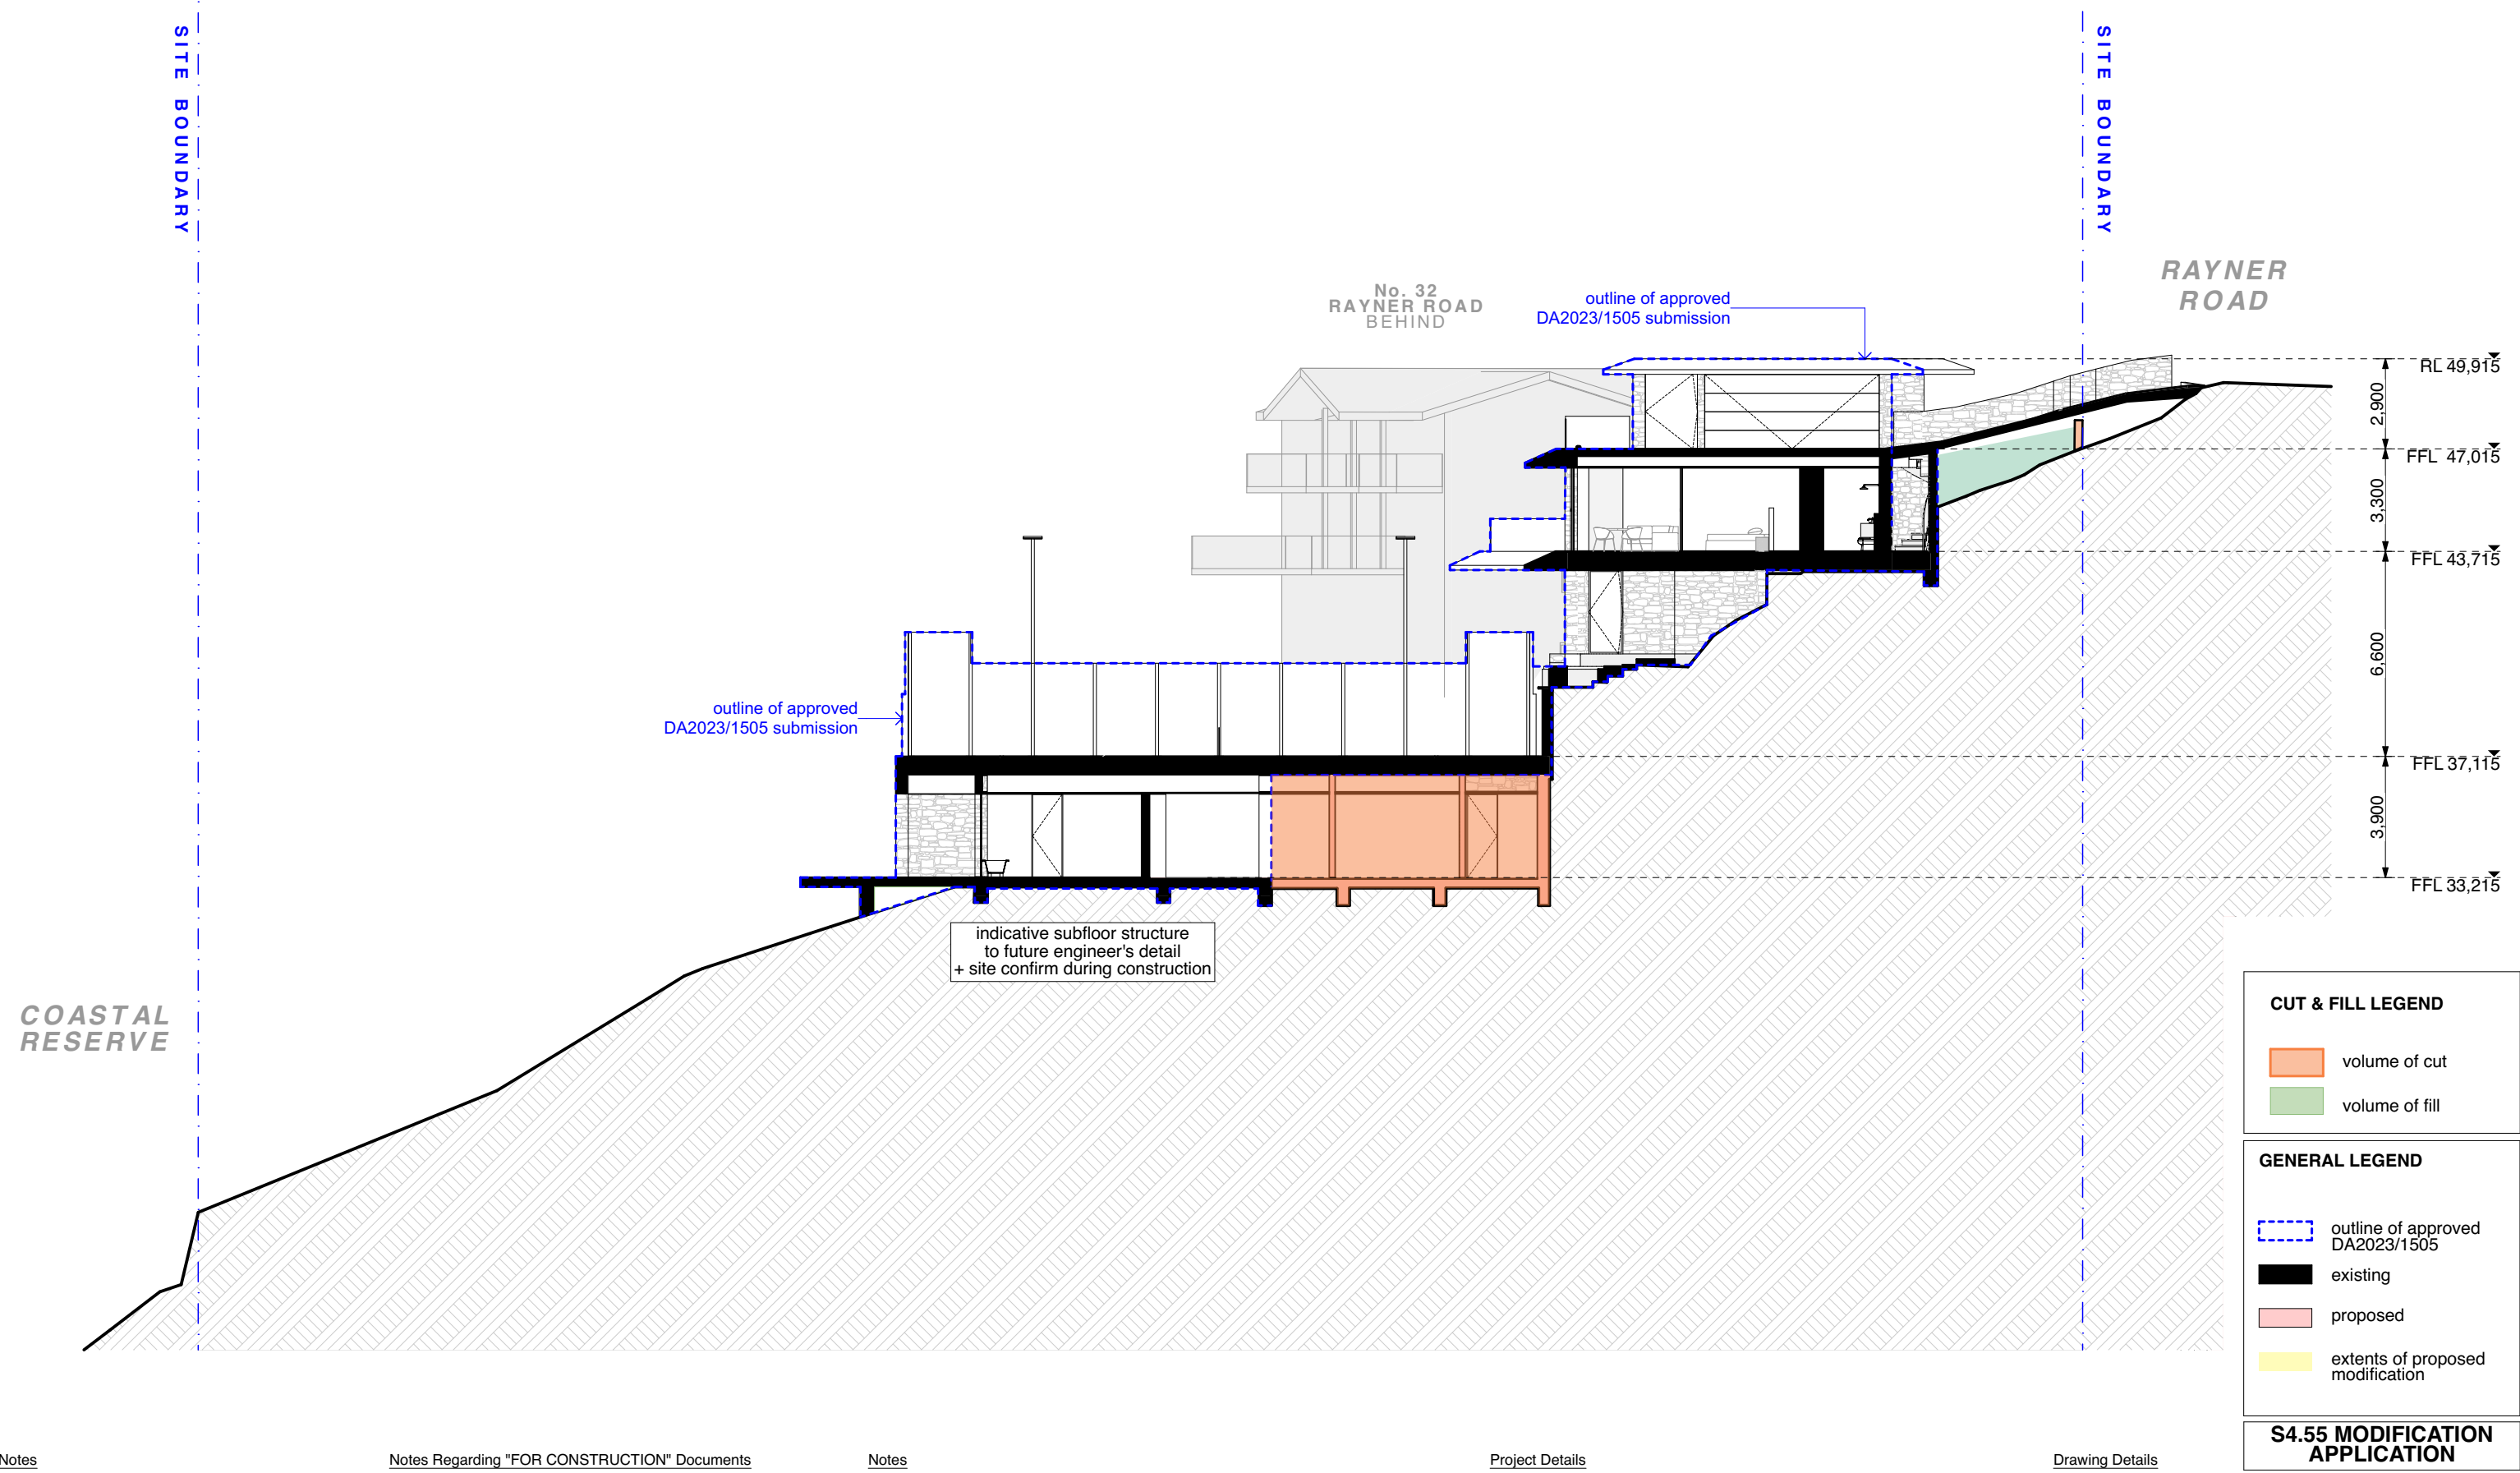 SITE BOUNDARY
SITE BOUNDARY
RAYNER
ROAD
No. 32
RAYNER ROAD
BEHIND
outline of approved
DA2023/1505 submission
RL 49,915
2,900
FFL 47,015
3,300
FFL 43,715
6,600
outline of approved
DA2023/1505 submission
FFL 37,115
3,900
FFL 33,215
indicative subfloor structure
to future engineer's detail
+ site confirm during construction
COASTAL
RESERVE
CUT & FILL LEGEND
volume of cut
volume of fill
GENERAL LEGEND
outline of approved
DA2023/1505
existing
proposed
extents of proposed
modification
S4.55 MODIFICATION
APPLICATION
Notes
Notes Regarding "FOR CONSTRUCTION" Documents
Notes
Project Details
Drawing Details